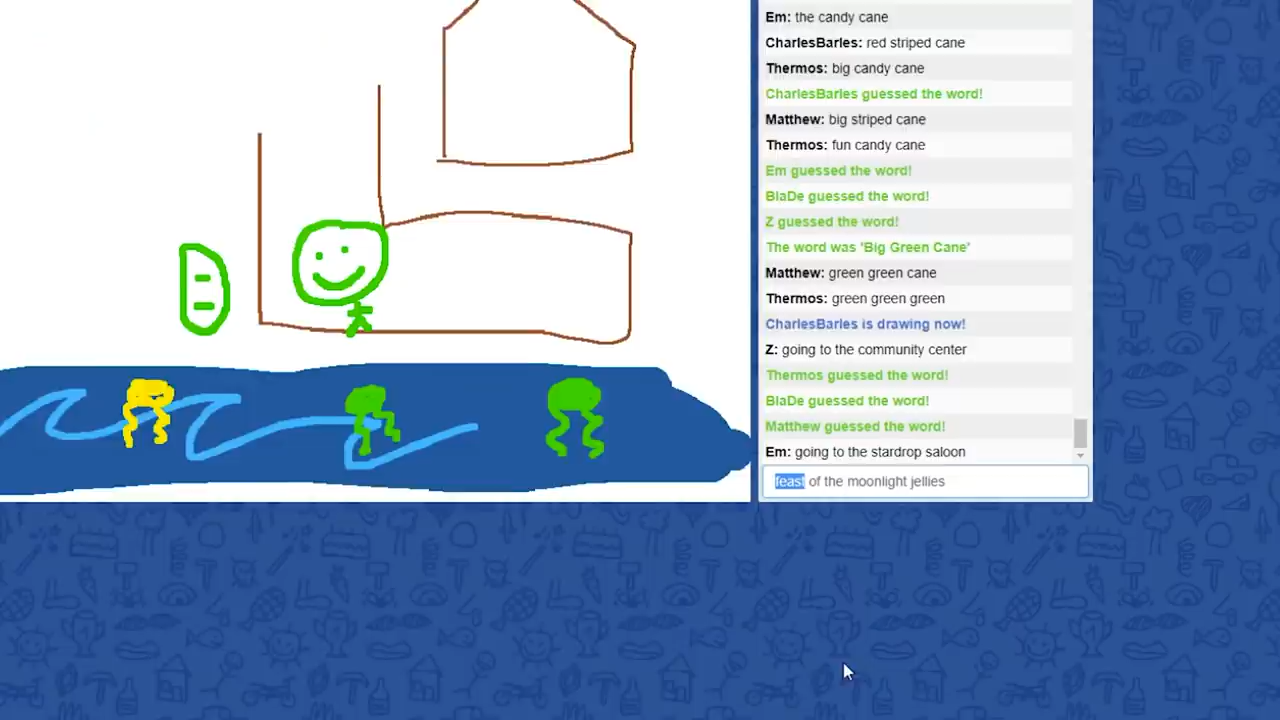 Em: the candy cane
CharlesBarles: red striped cane
Thermos: big candy cane
CharlesBarles guessed the word!
Matthew: big striped cane
Thermos: fun candy cane
Em guessed the word!
BlaDe guessed the word!
Z guessed the word!
The word was 'Big Green Cane'
Matthew: green green cane
Thermos: green green green
CharlesBarles is drawing now!
Z: going to the community center
Thermos guessed the word!
BlaDe guessed the word!
Matthew guessed the word!
Em: going to the stardrop saloon
feast of the moonlight jellies